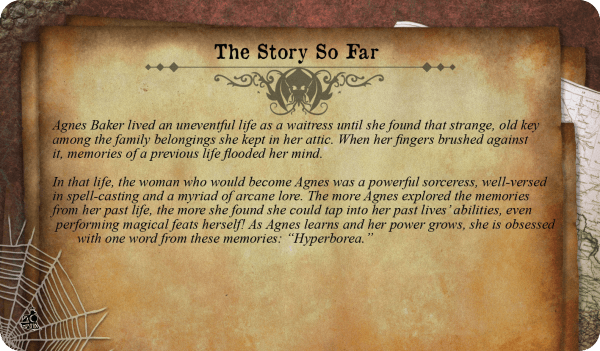 The Story So Far
Agnes Baker lived an uneventful life as a waitress until she found that strange, old key
among the family belongings she kept in her attic. When her fingers brushed against
it, memories of a previous life flooded her mind.
In that life, the woman who would become Agnes was a powerful sorceress, well-versed
in spell-casting and a myriad of arcane lore. The more Agnes explored the memories
from her past life, the more she found she could tap into her past lives’ abilities, even
performing magical feats herself! As Agnes learns and her power grows, she is obsessed
with one word from these memories: “Hyperborea.”